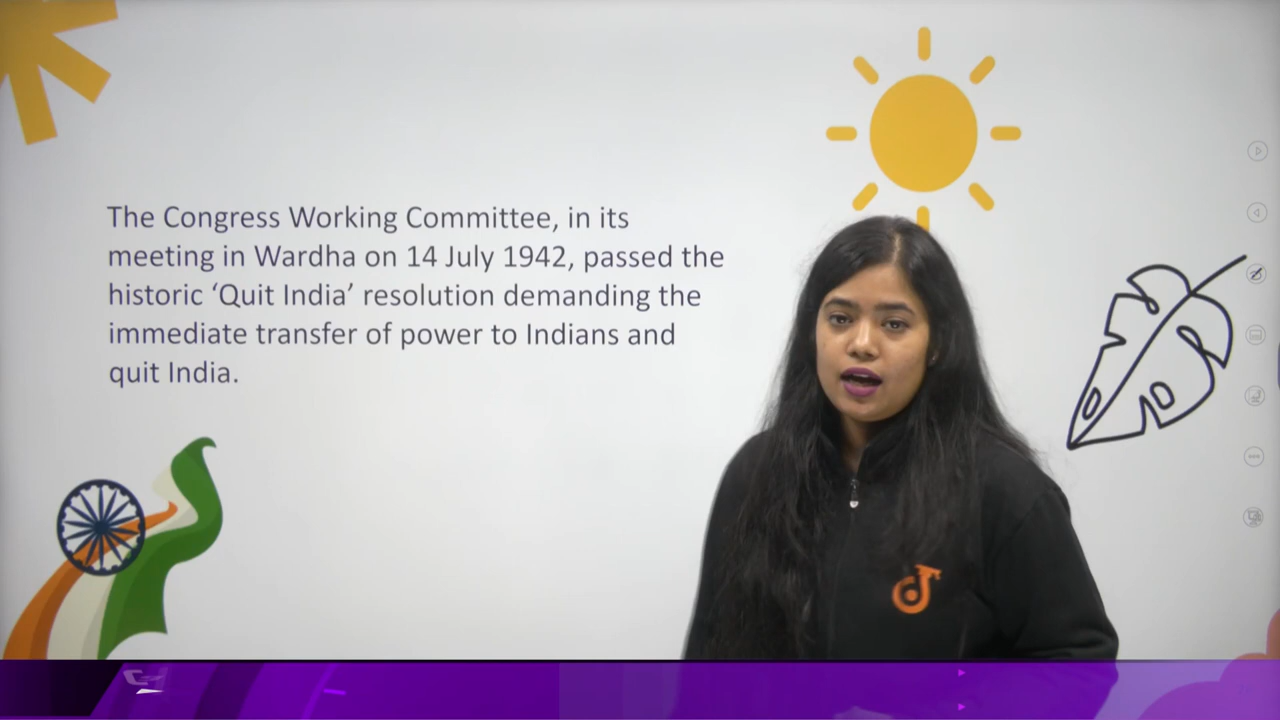 The Congress Working Committee, in its
meeting in Wardha on 14 July 1942, passed the
historic ‘Quit India’ resolution demanding the
immediate transfer of power to Indians and
quit India.